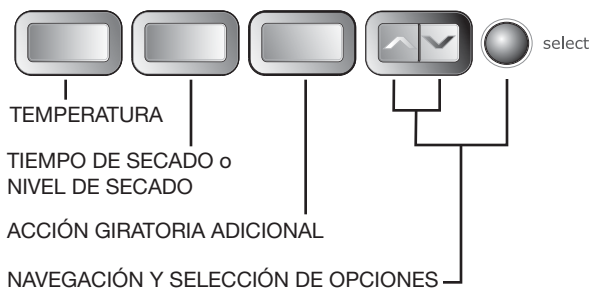 select
TEMPERATURA
TIEMPO DE SECADO o
NIVEL DE SECADO
ACCIÓN GIRATORIA ADICIONAL
NAVEGACIÓN Y SELECCIÓN DE OPCIONES